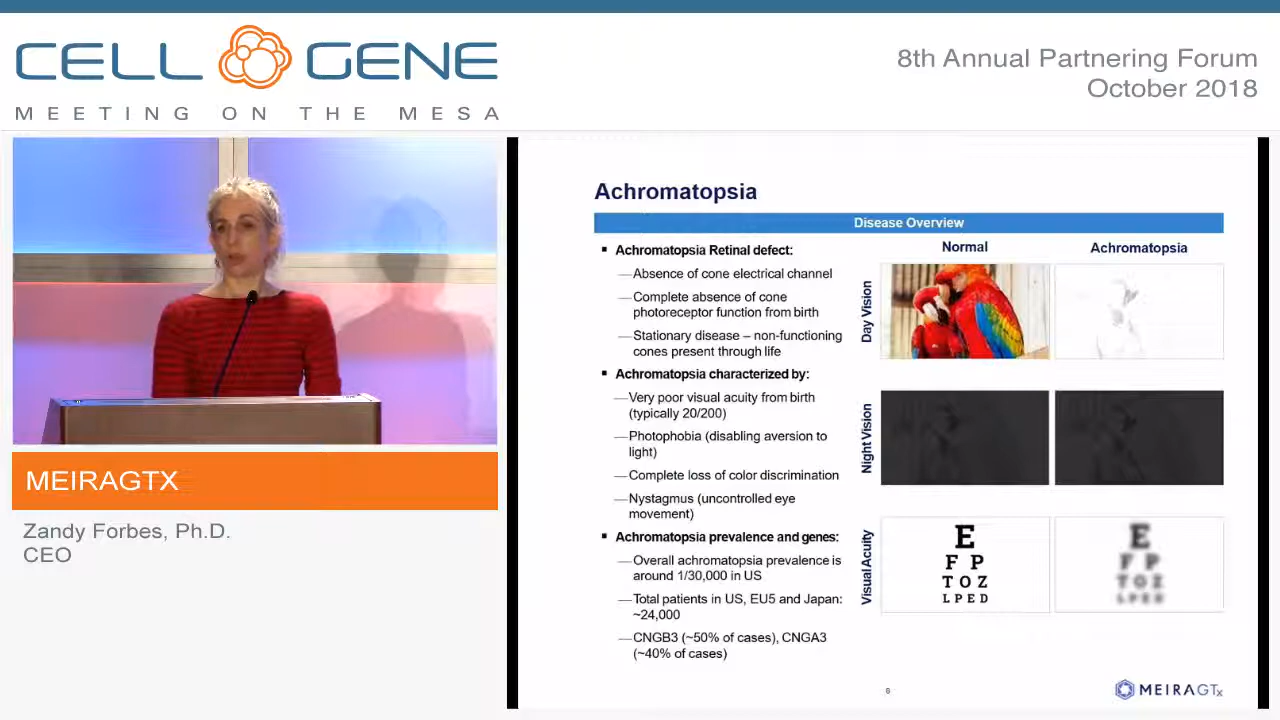 CELL GENE
MEETING ON THE MESA
8th Annual Partnering Forum
October 2018
MEIRAGTX
Zandy Forbes, Ph.D.
CEO
Achromatopsia
Disease Overview
▪ Achromatopsia Retinal defect:
—Absence of cone electrical channel
—Complete absence of cone
photoreceptor function from birth
—Stationary disease – non-functioning
cones present through life
▪ Achromatopsia characterized by:
—Very poor visual acuity from birth
(typically 20/200)
—Photophobia (disabling aversion to
light)
—Complete loss of color discrimination
—Nystagmus (uncontrolled eye
movement)
▪ Achromatopsia prevalence and genes:
—Overall achromatopsia prevalence is
around 1/30,000 in US
—Total patients in US, EU5 and Japan:
~24,000
—CNGB3 (~50% of cases), CNGA3
(~40% of cases)
Normal
Achromatopsia
Day Vision
Night Vision
Visual Acuity
E
F P
T O Z
L P E D
E
F P
T O Z
L P E D
MEIRAGTx